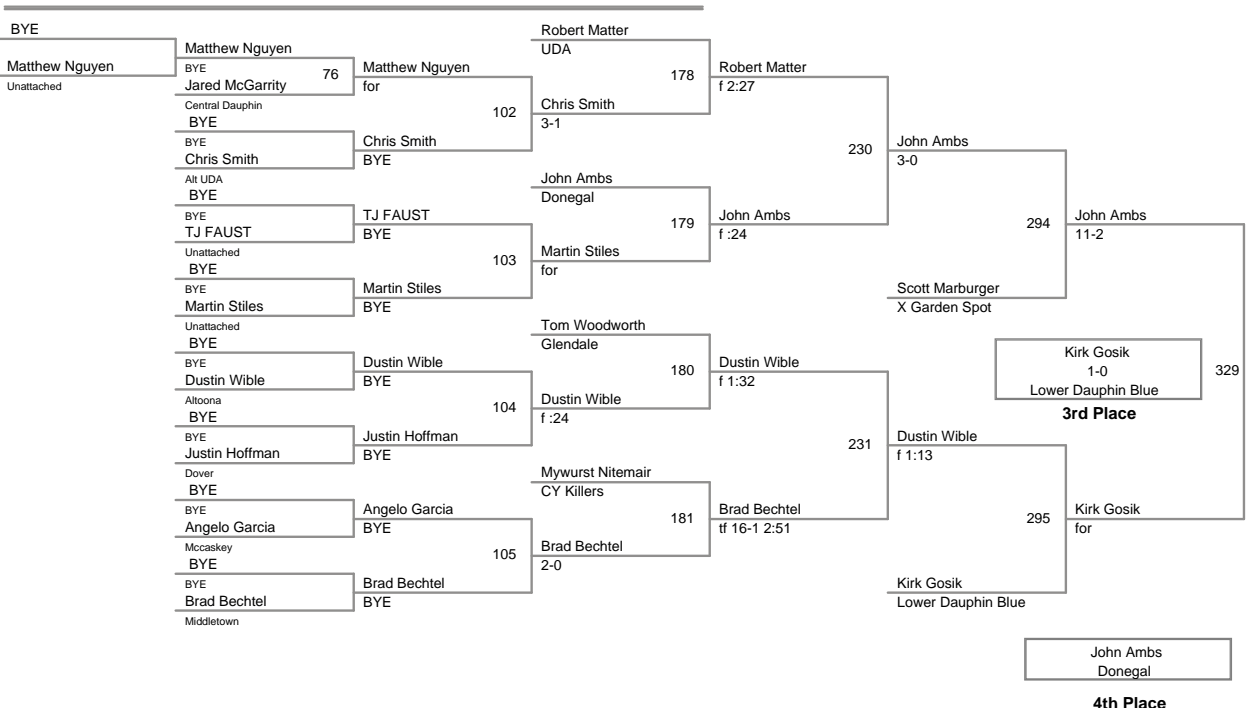 BYE
Matthew Nguyen
Unattached
Matthew Nguyen
BYE
Jared McGarrity
Central Dauphin
BYE
BYE
Chris Smith
Alt UDA
BYE
BYE
TJ FAUST
Unattached
BYE
BYE
Martin Stiles
Unattached
BYE
BYE
Dustin Wible
Altoona
BYE
BYE
Justin Hoffman
Dover
BYE
BYE
Angelo Garcia
Mccaskey
BYE
BYE
Brad Bechtel
Middletown
76
Matthew Nguyen
for
Chris Smith
BYE
TJ FAUST
BYE
Martin Stiles
BYE
Dustin Wible
BYE
Justin Hoffman
BYE
Angelo Garcia
BYE
Brad Bechtel
BYE
102
103
104
105
Robert Matter
UDA
Chris Smith
3-1
John Ambs
Donegal
Martin Stiles
for
Tom Woodworth
Glendale
Dustin Wible
f :24
Mywurst Nitemair
CY Killers
Brad Bechtel
2-0
178
179
180
181
Robert Matter
f 2:27
John Ambs
f :24
Dustin Wible
f 1:32
Brad Bechtel
tf 16-1 2:51
230
231
John Ambs
3-0
Scott Marburger
X Garden Spot
Dustin Wible
f 1:13
Kirk Gosik
Lower Dauphin Blue
294
295
John Ambs
11-2
Kirk Gosik
for
Kirk Gosik
1-0
Lower Dauphin Blue
3rd Place
329
John Ambs
Donegal
4th Place